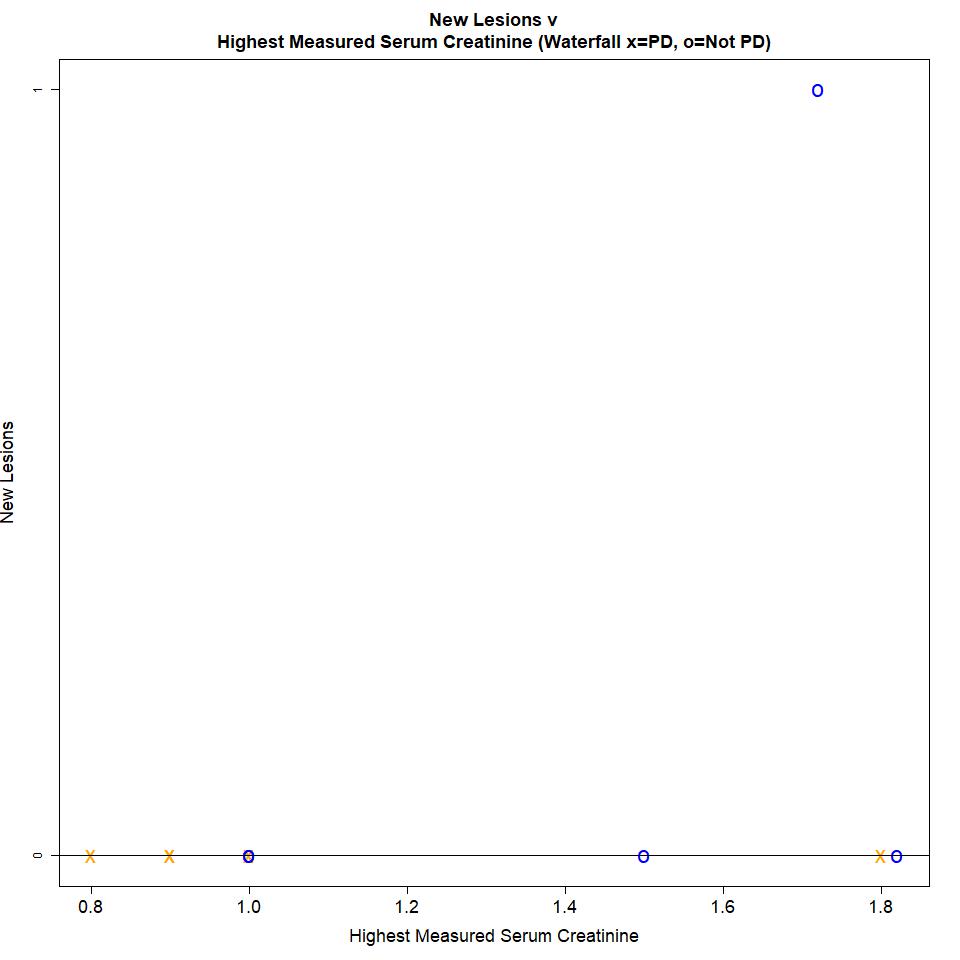 New Lesions v
Highest Measured Serum Creatinine (Waterfall x=PD, o=Not PD)
1
New Lesions
0
0.8
1.0
1.2
1.4
1.6
1.8
Highest Measured Serum Creatinine